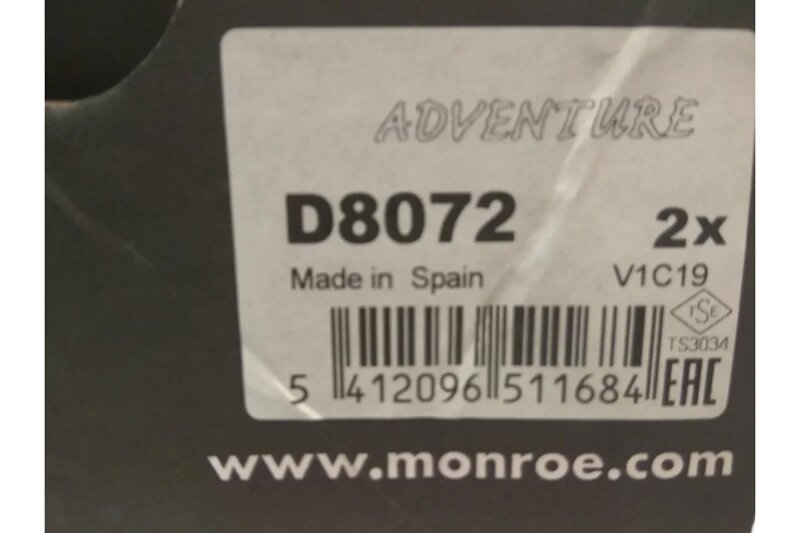 ADVENTURE
D8072 2x
Made in Spain V1C19
TSE
TS3034
5 412096 511684 EAC
www.monroe.com